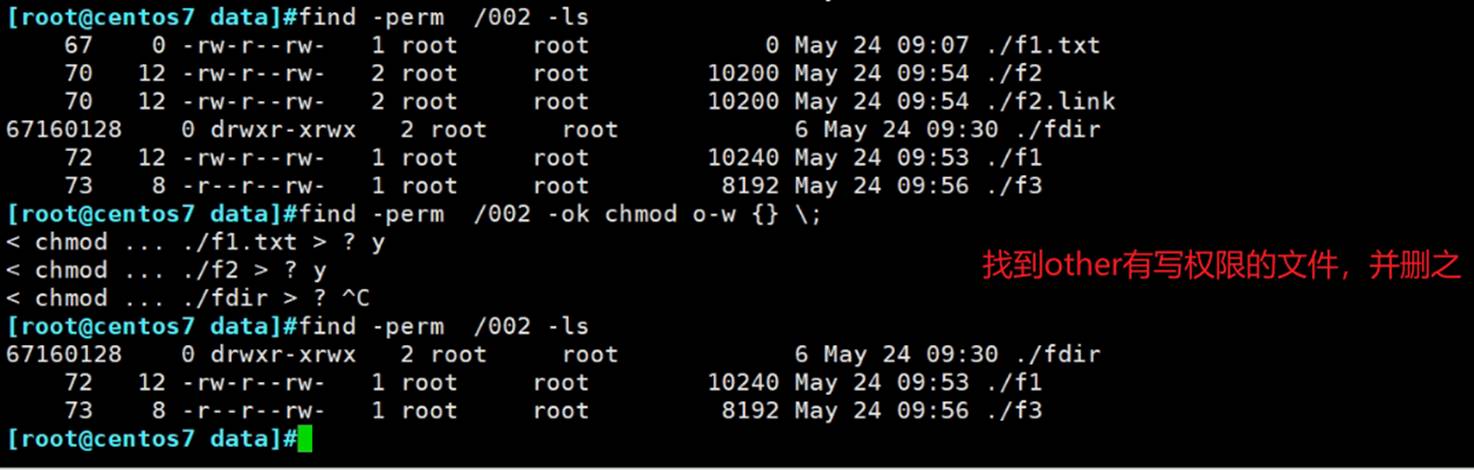 [root@centos7 data]#find -perm  /002 -ls
    67    0 -rw-r--rw-   1 root     root            0 May 24 09:07 ./f1.txt
    70   12 -rw-r--rw-   2 root     root        10200 May 24 09:54 ./f2
    70   12 -rw-r--rw-   2 root     root        10200 May 24 09:54 ./f2.link
67160128    0 drwxr-xrwx   2 root     root            6 May 24 09:30 ./fdir
    72   12 -rw-r--rw-   1 root     root        10240 May 24 09:53 ./f1
    73    8 -r--r--rw-   1 root     root         8192 May 24 09:56 ./f3
[root@centos7 data]#find -perm  /002 -ok chmod o-w {} \;
< chmod ... ./f1.txt > ? y
找到other有写权限的文件，并删之
< chmod ... ./f2 > ? y
< chmod ... ./fdir > ? ^C
[root@centos7 data]#find -perm  /002 -ls
67160128    0 drwxr-xrwx   2 root     root            6 May 24 09:30 ./fdir
    72   12 -rw-r--rw-   1 root     root        10240 May 24 09:53 ./f1
    73    8 -r--r--rw-   1 root     root         8192 May 24 09:56 ./f3
[root@centos7 data]#